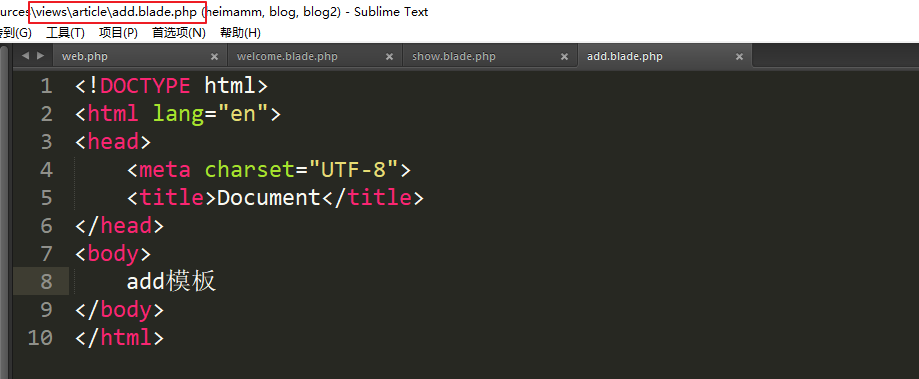 ources\views\article\add.blade.php (heimamm, blog, blog2) - Sublime Text
到(G) 工具(T) 项目(P) 首选项(N) 帮助(H)
web.php × welcome.blade.php × show.blade.php × add.blade.php ×
1 <!DOCTYPE html>
2 <html lang="en">
3 <head>
4 <meta charset="UTF-8">
5 <title>Document</title>
6 </head>
7 <body>
8 add模板
9 </body>
10 </html>